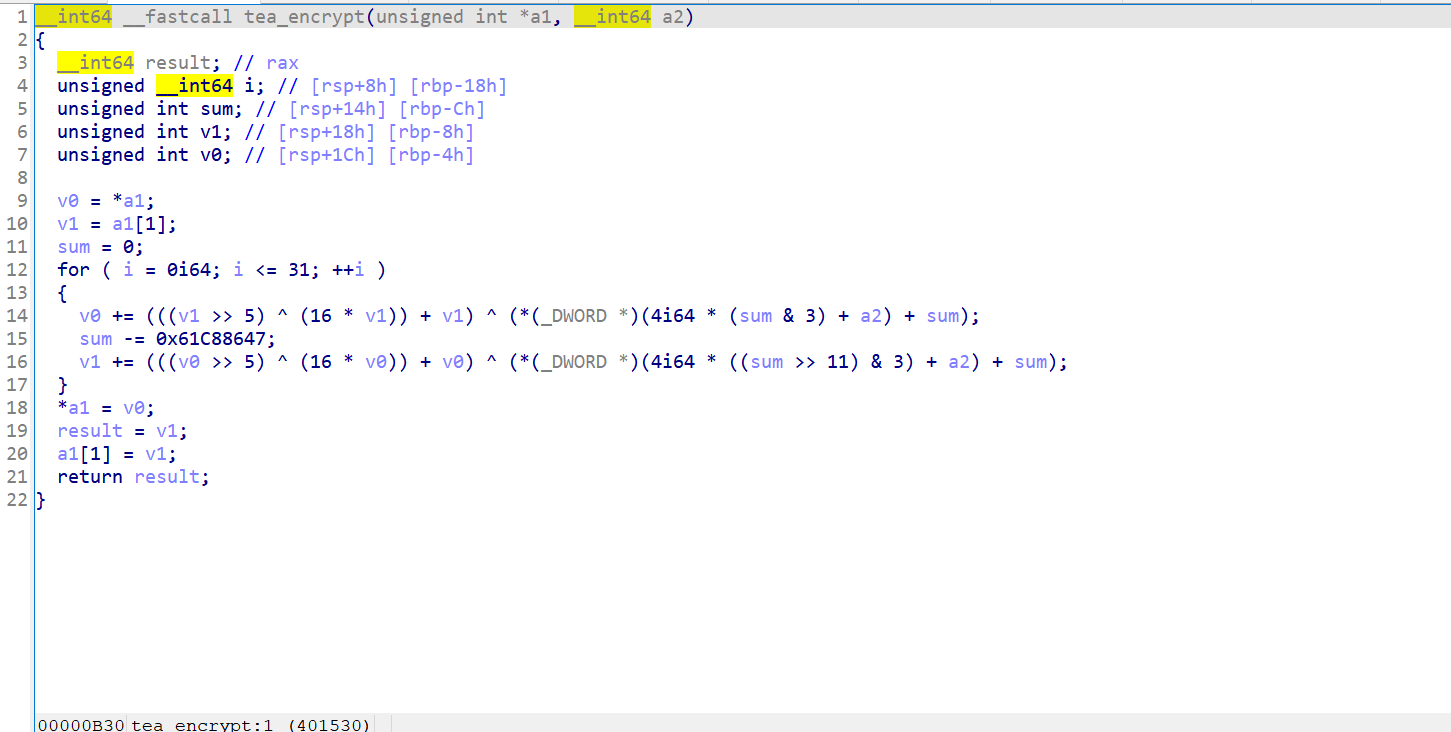 1 __int64 __fastcall tea_encrypt(unsigned int *a1, __int64 a2)
2 {
3 __int64 result; // rax
4 unsigned __int64 i; // [rsp+8h] [rbp-18h]
5 unsigned int sum; // [rsp+14h] [rbp-Ch]
6 unsigned int v1; // [rsp+18h] [rbp-8h]
7 unsigned int v0; // [rsp+1Ch] [rbp-4h]
8
9 v0 = *a1;
10 v1 = a1[1];
11 sum = 0;
12 for ( i = 0i64; i <= 31; ++i )
13 {
14 v0 += (((v1 >> 5) ^ (16 * v1)) + v1) ^ (*(_DWORD *)(4i64 * (sum & 3) + a2) + sum);
15 sum -= 0x61C88647;
16 v1 += (((v0 >> 5) ^ (16 * v0)) + v0) ^ (*(_DWORD *)(4i64 * ((sum >> 11) & 3) + a2) + sum);
17 }
18 *a1 = v0;
19 result = v1;
20 a1[1] = v1;
21 return result;
22 }
00000B30 tea_encrypt:1 (401530)